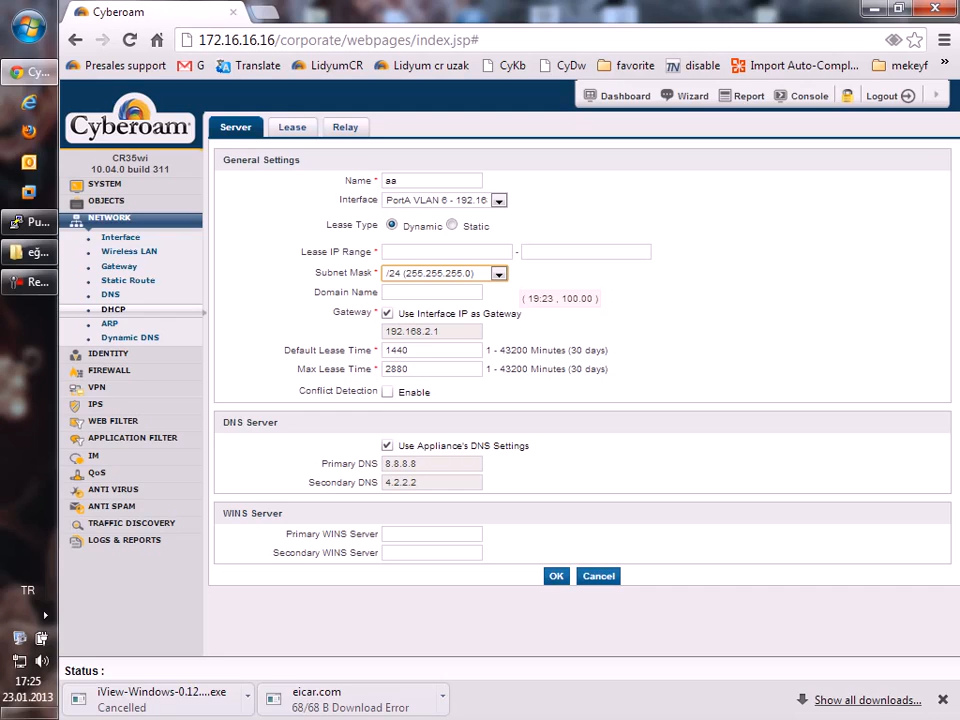 Cyberoam
172.16.16.16/corporate/webpages/index.jsp#
Presales support G Translate LidyumCR Lidyum cr uzak CyKb CyDw favorite disable Import Auto-Compl... mekeyf »
Cy...
Dashboard Wizard Report Console Logout
Cyberoam
CR35wi
10.04.0 build 311
SYSTEM
OBJECTS
NETWORK
Interface
Wireless LAN
Gateway
Static Route
DNS
DHCP
ARP
Dynamic DNS
IDENTITY
FIREWALL
VPN
IPS
WEB FILTER
APPLICATION FILTER
IM
QoS
ANTI VIRUS
ANTI SPAM
TRAFFIC DISCOVERY
LOGS & REPORTS
Pu...
eğ...
Re...
Server Lease Relay
General Settings
Name * aa
Interface PortA VLAN 6 - 192.16
Lease Type Dynamic Static
Lease IP Range * -
Subnet Mask * /24 (255.255.255.0)
Domain Name
( 19:23 , 100.00 )
Gateway * Use Interface IP as Gateway
192.168.2.1
Default Lease Time * 1440 1 - 43200 Minutes (30 days)
Max Lease Time * 2880 1 - 43200 Minutes (30 days)
Conflict Detection Enable
DNS Server
Use Appliance's DNS Settings
Primary DNS 8.8.8.8
Secondary DNS 4.2.2.2
WINS Server
Primary WINS Server
Secondary WINS Server
OK Cancel
Status :
TR
17:25
23.01.2013
iView-Windows-0.12....exe
Cancelled
eicar.com
68/68 B Download Error
Show all downloads...